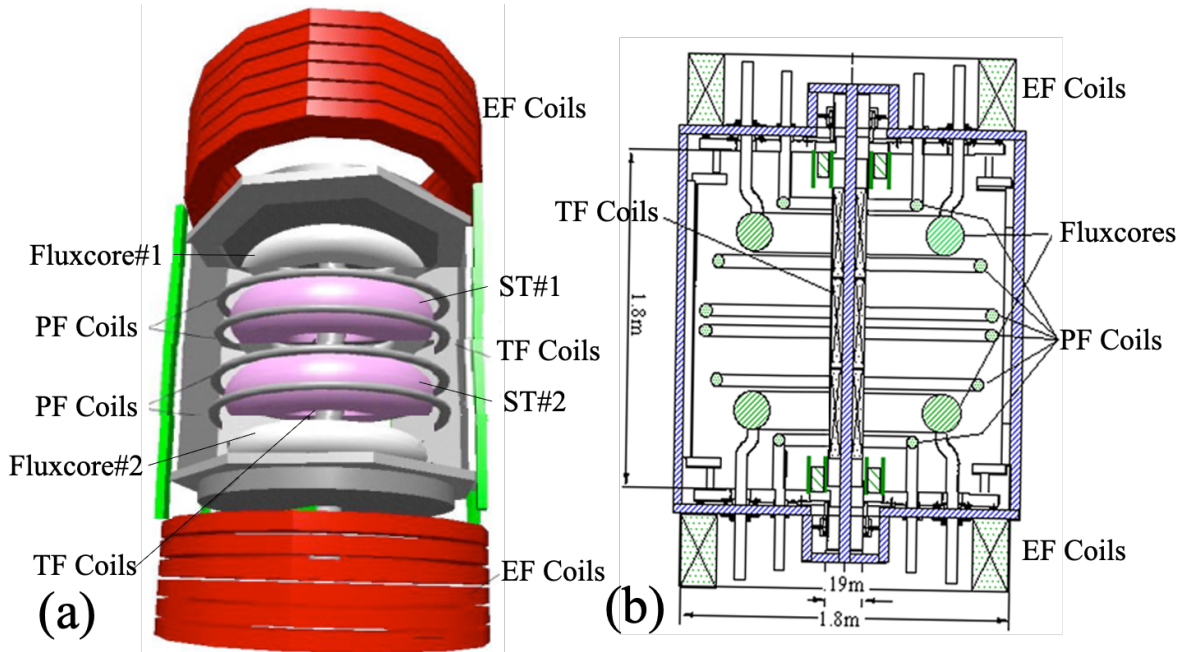 EF Coils
Fluxcore#1
ST#1
PF Coils
TF Coils
PF Coils
ST#2
Fluxcore#2
TF Coils
EF Coils
(a)
EF Coils
TF Coils
Fluxcores
1.8m
PF Coils
EF Coils
.19m
1.8m
(b)